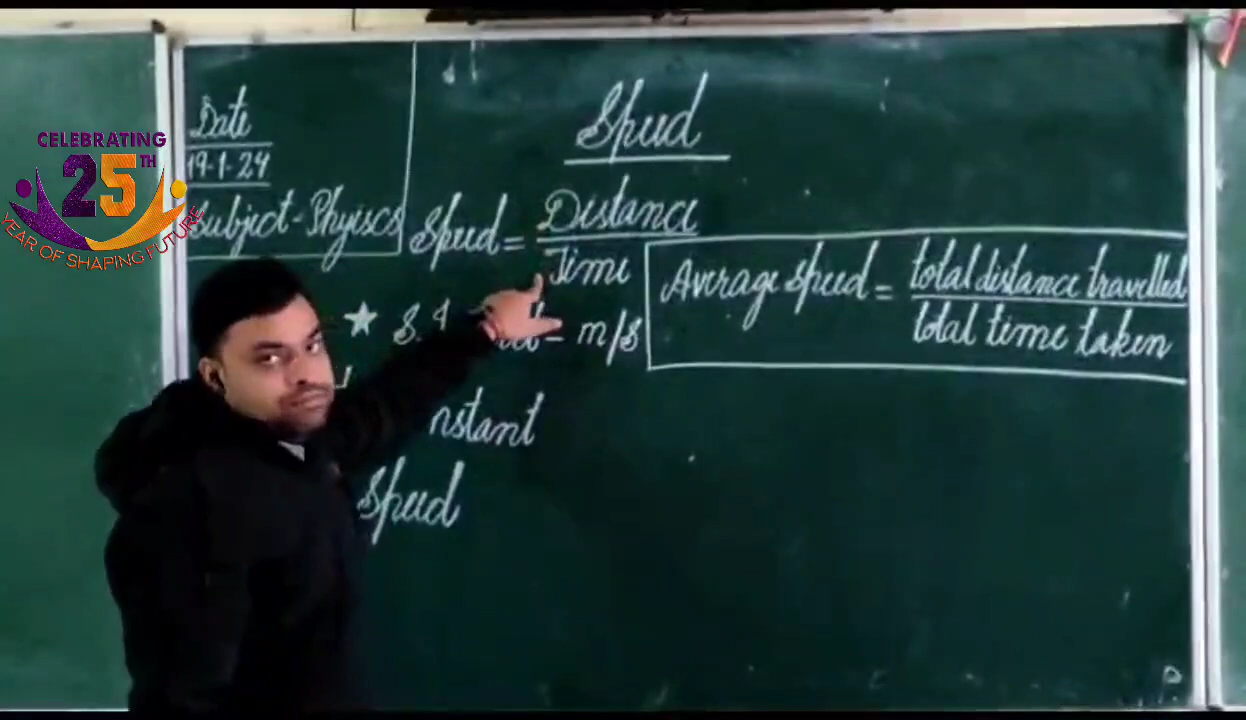 CELEBRATING
25TH
YEAR OF SHAPING FUTURE
Date
19-1-24
Subject-Phyiscs
Speed
Speed = Distance
Time
Average speed = total distance travelled
total time taken
★ S. = m/s
nstant
Speed